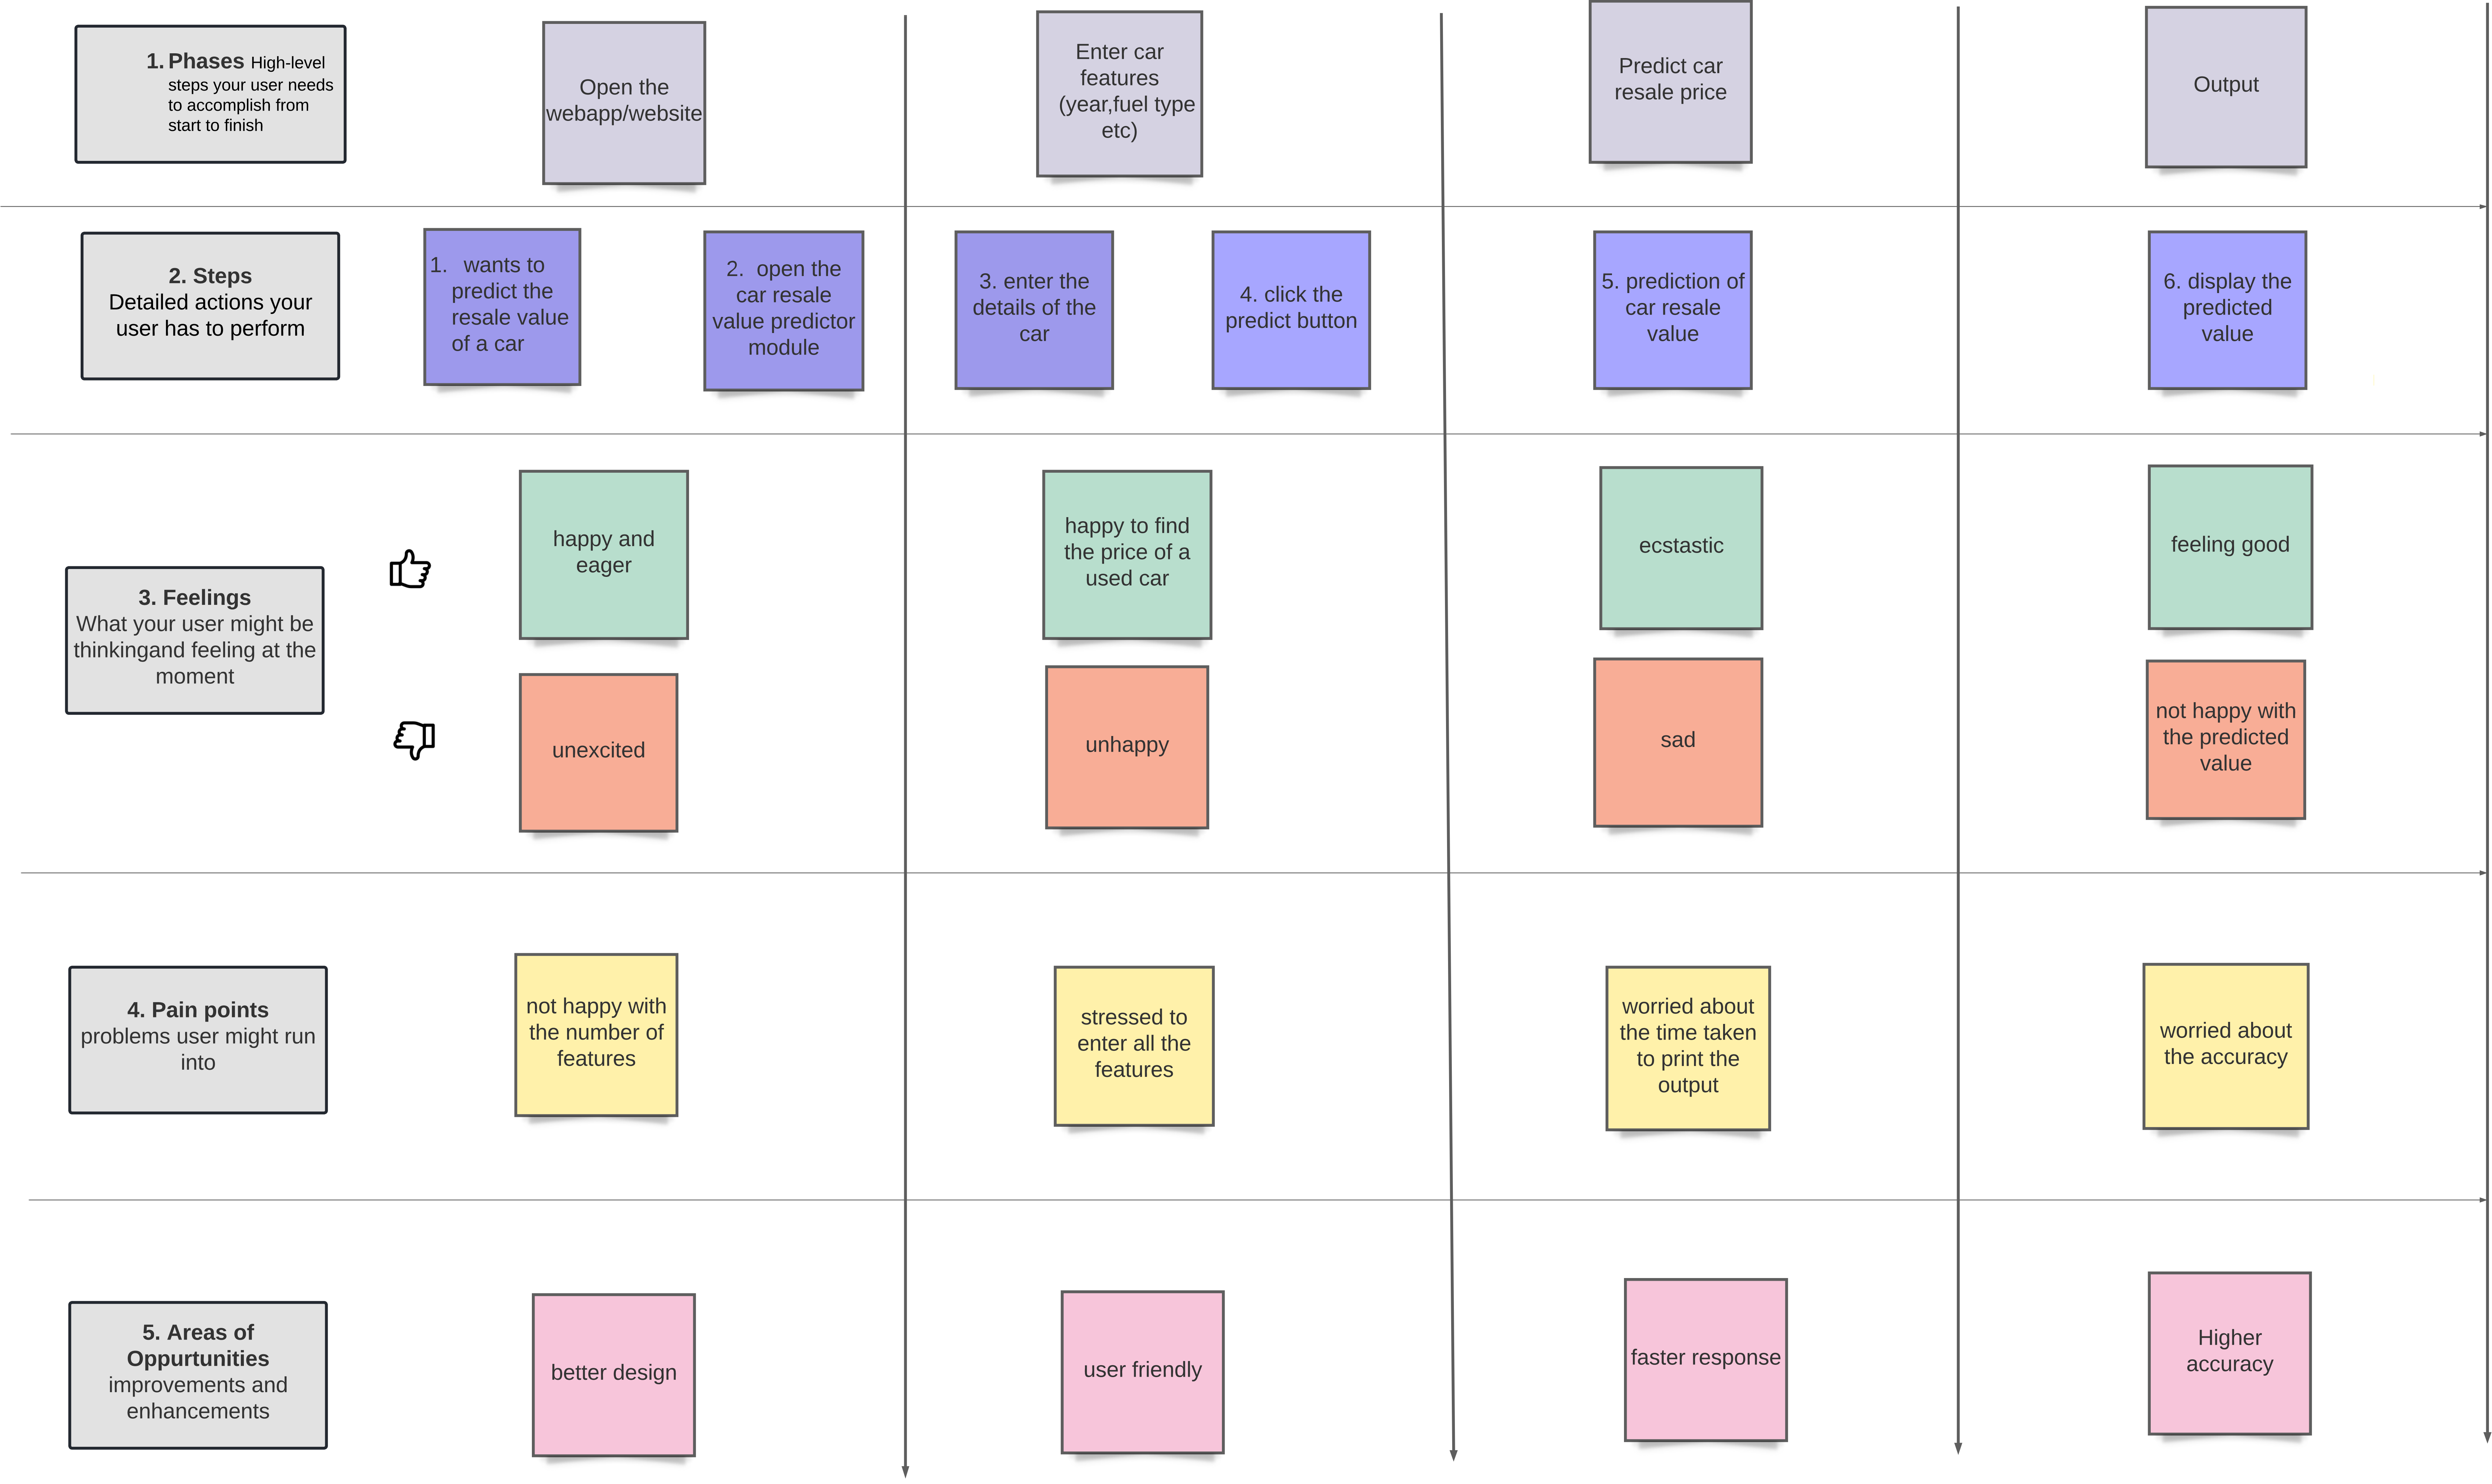 1. Phases High-level
steps your user needs
to accomplish from
start to finish
Open the
webapp/website
Enter car
features
(year,fuel type
etc)
Predict car
resale price
Output
2. Steps
Detailed actions your
user has to perform
1. wants to
predict the
resale value
of a car
2. open the
car resale
value predictor
module
3. enter the
details of the
car
4. click the
predict button
5. prediction of
car resale
value
6. display the
predicted
value
3. Feelings
What your user might be
thinkingand feeling at the
moment
happy and
eager
happy to find
the price of a
used car
ecstastic
feeling good
unexcited
unhappy
sad
not happy with
the predicted
value
4. Pain points
problems user might run
into
not happy with
the number of
features
stressed to
enter all the
features
worried about
the time taken
to print the
output
worried about
the accuracy
5. Areas of
Oppurtunities
improvements and
enhancements
better design
user friendly
faster response
Higher
accuracy